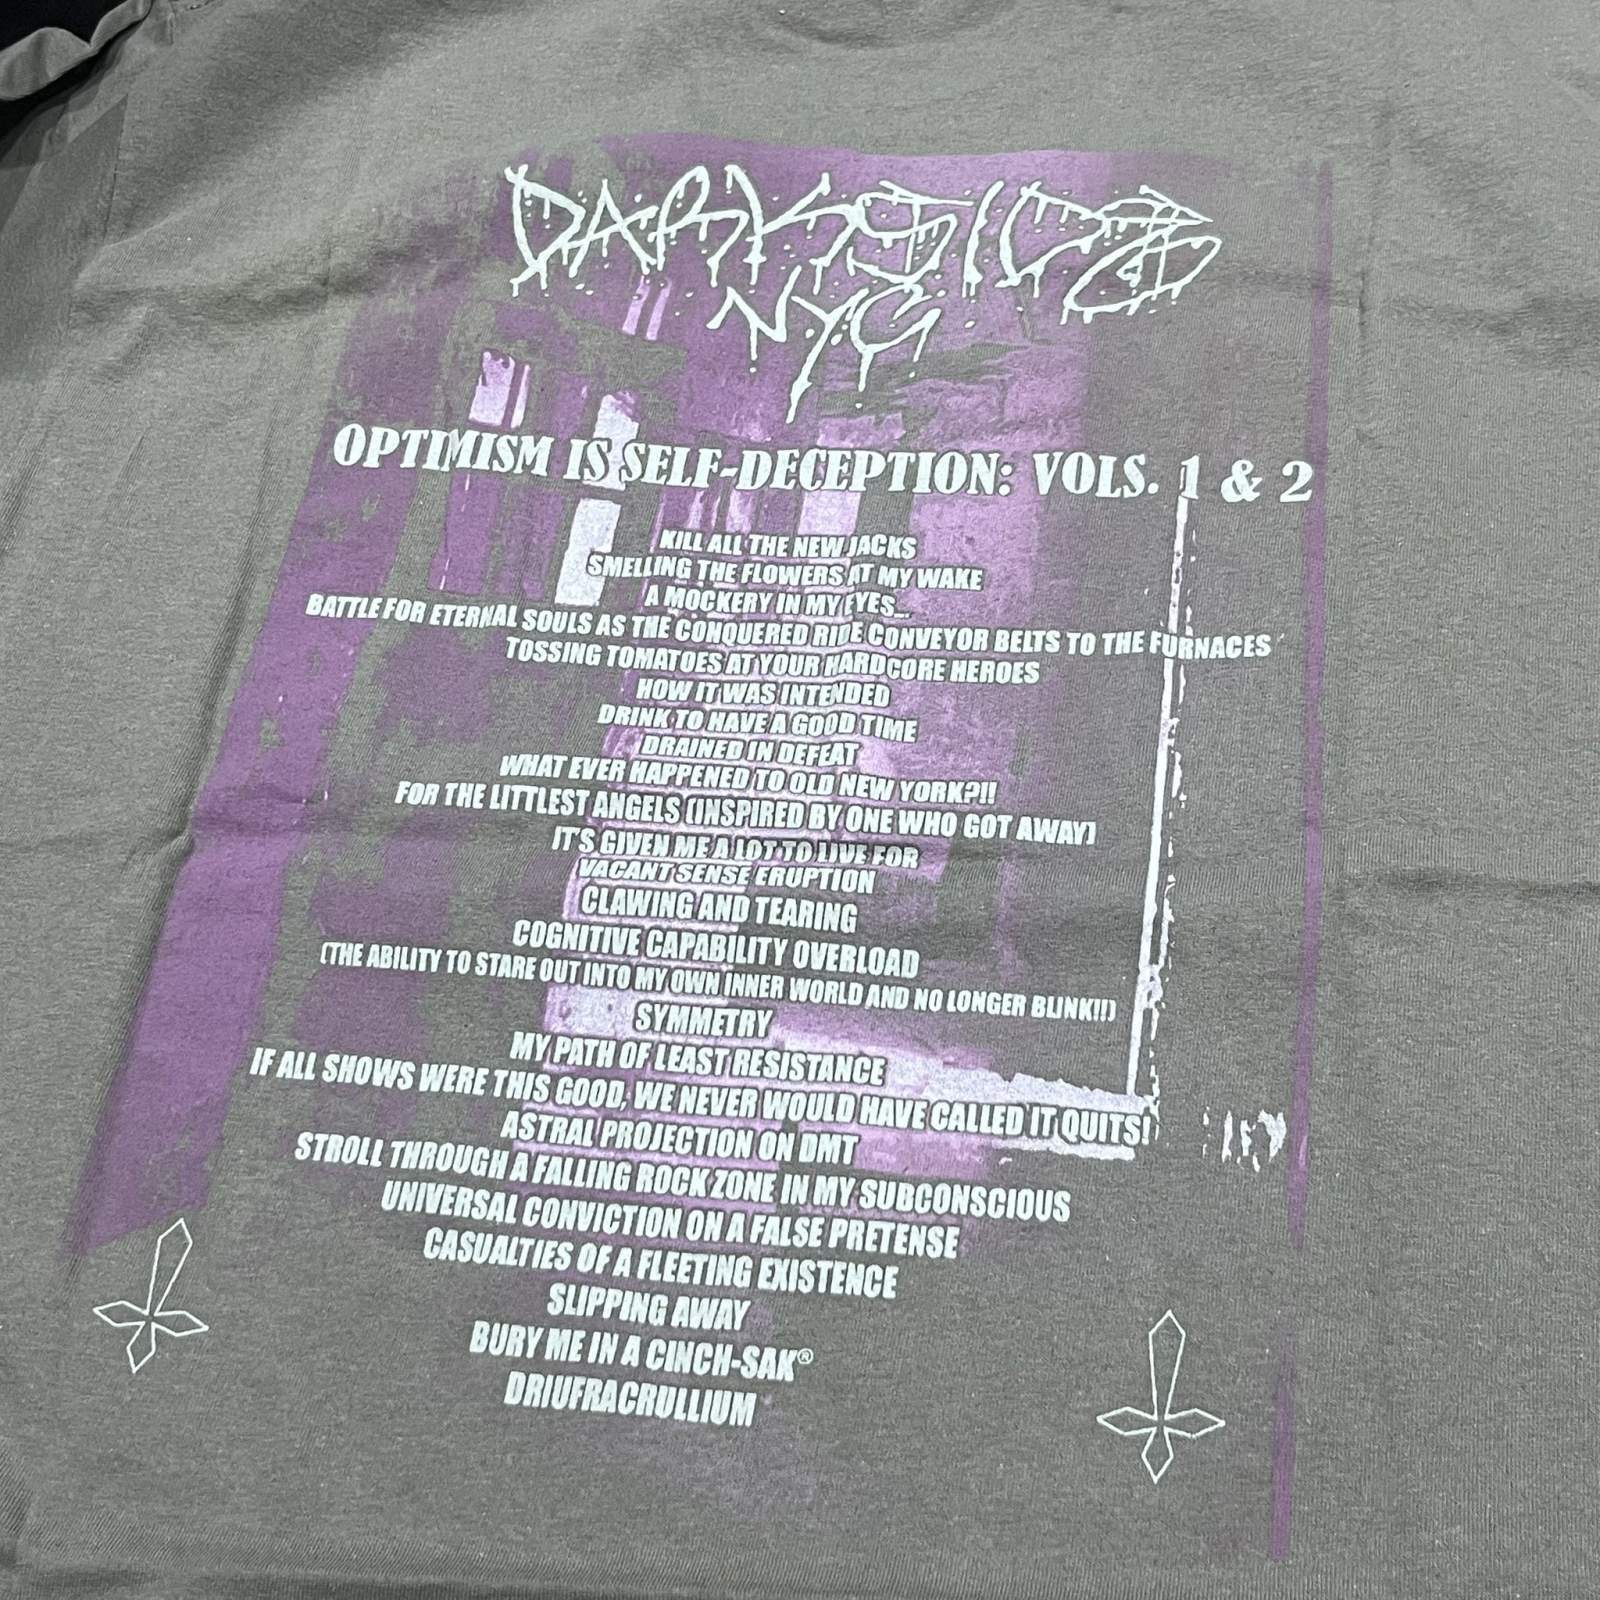 DARKSIDE
NYC
OPTIMISM IS SELF-DECEPTION: VOLS. 1 & 2
KILL ALL THE NEW JACKS
SMELLING THE FLOWERS AT MY WAKE
A MOCKERY IN MY EYES...
BATTLE FOR ETERNAL SOULS AS THE CONQUERED RIDE CONVEYOR BELTS TO THE FURNACES
TOSSING TOMATOES AT YOUR HARDCORE HEROES
HOW IT WAS INTENDED
DRINK TO HAVE A GOOD TIME
DRAINED IN DEFEAT
WHAT EVER HAPPENED TO OLD NEW YORK?!!
FOR THE LITTLEST ANGELS (INSPIRED BY ONE WHO GOT AWAY)
IT'S GIVEN ME A LOT TO LIVE FOR
VACANT SENSE ERUPTION
CLAWING AND TEARING
COGNITIVE CAPABILITY OVERLOAD
(THE ABILITY TO STARE OUT INTO MY OWN INNER WORLD AND NO LONGER BLINK!!)
SYMMETRY
MY PATH OF LEAST RESISTANCE
IF ALL SHOWS WERE THIS GOOD, WE NEVER WOULD HAVE CALLED IT QUITS!
ASTRAL PROJECTION ON DMT
STROLL THROUGH A FALLING ROCK ZONE IN MY SUBCONSCIOUS
UNIVERSAL CONVICTION ON A FALSE PRETENSE
CASUALTIES OF A FLEETING EXISTENCE
SLIPPING AWAY
BURY ME IN A CINCH-SAK®
DRIUFRACRULLIUM